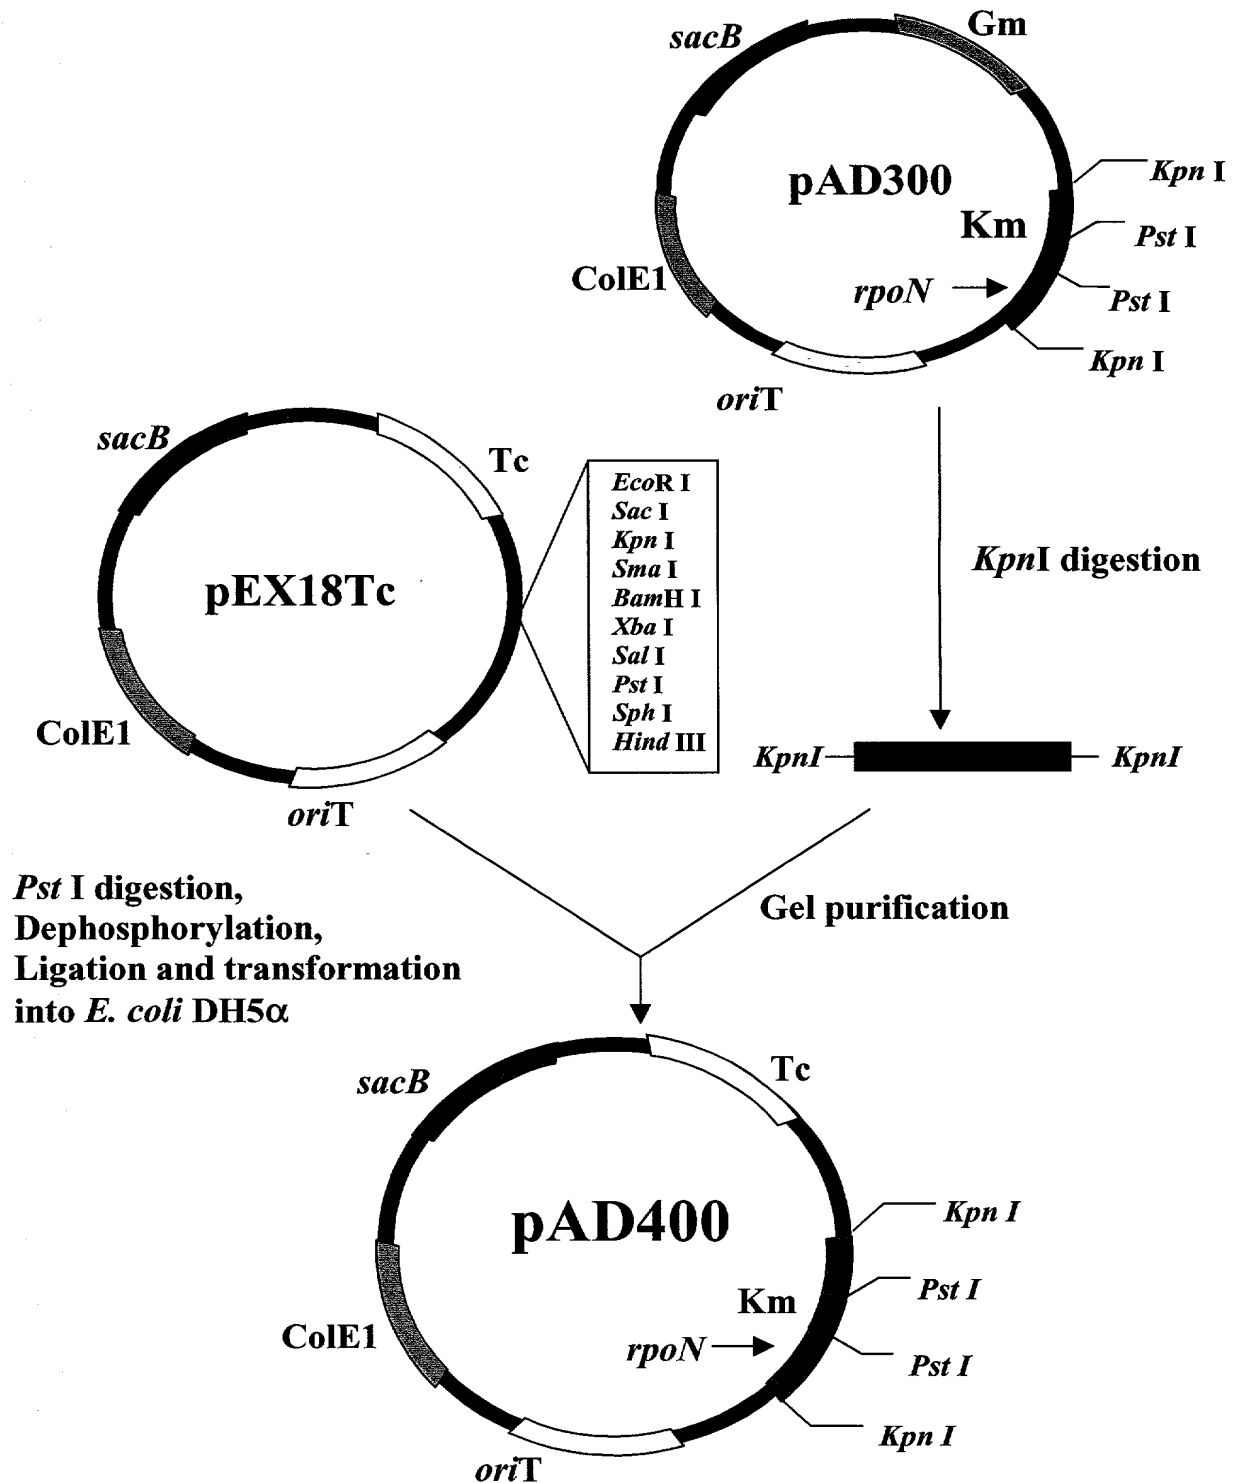 sacB
Gm
pAD300
Kpn I
Km
Pst I
ColE1
rpoN
Pst I
Kpn I
oriT
sacB
Tc
pEX18Tc
EcoR I
Sac I
Kpn I
Sma I
BamH I
Xba I
Sal I
Pst I
Sph I
Hind III
ColE1
oriT
KpnI digestion
KpnI
KpnI
Pst I digestion,
Dephosphorylation,
Ligation and transformation
into E. coli DH5α
Gel purification
sacB
Tc
pAD400
Kpn I
Km
Pst I
ColE1
rpoN
Pst I
Kpn I
oriT